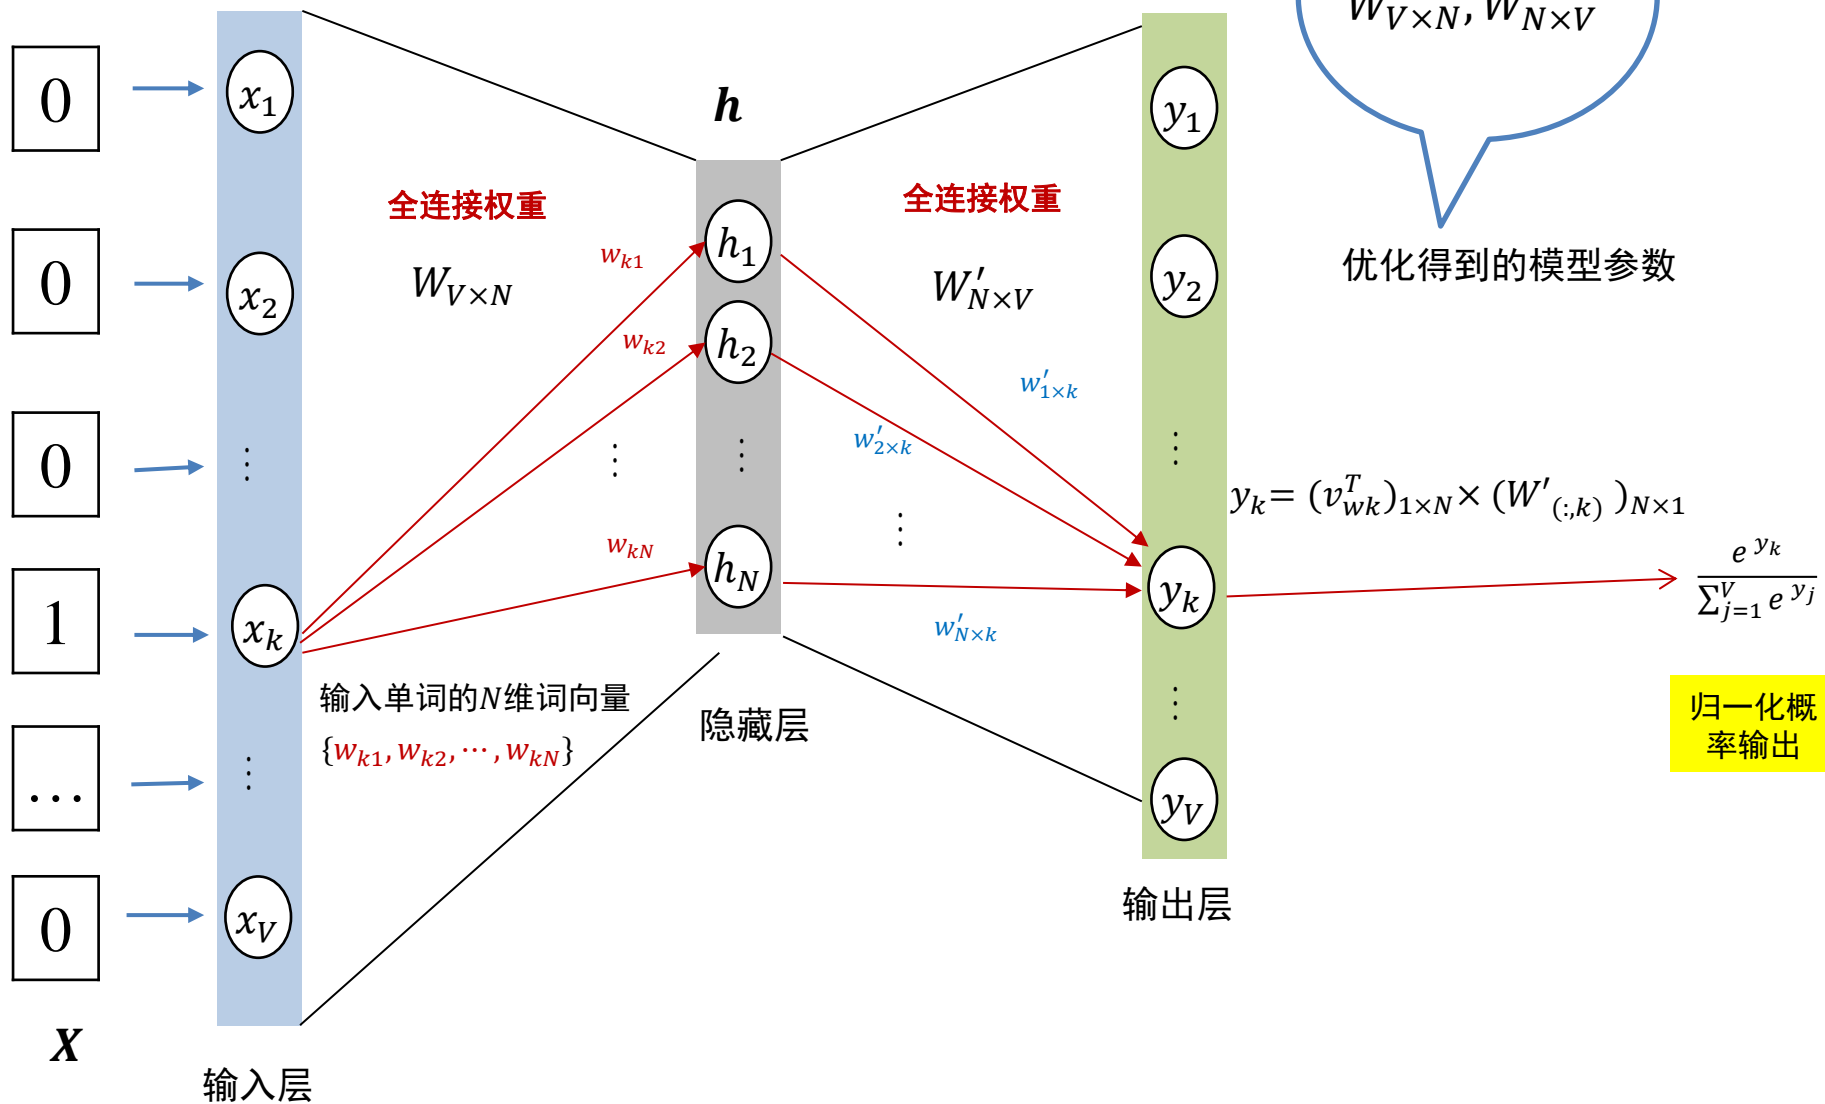 W_{V×N}, W_{N×V}
优化得到的模型参数
0
0
0
1
…
0
X
x_1
x_2
⋮
x_k
⋮
x_V
输入层
全连接权重
W_{V×N}
w_{k1}
w_{k2}
⋮
w_{kN}
输入单词的N维词向量
{w_{k1}, w_{k2}, ⋯, w_{kN}}
h
h_1
h_2
⋮
h_N
隐藏层
全连接权重
W′_{N×V}
w′_{1×k}
w′_{2×k}
⋮
w′_{N×k}
y_1
y_2
⋮
y_k
⋮
y_V
输出层
y_k= (v_{wk}^T)_{1×N} × (W′_{(:,k)} )_{N×1}
e^{y_k}
∑_{j=1}^V e^{y_j}
归一化概
率输出